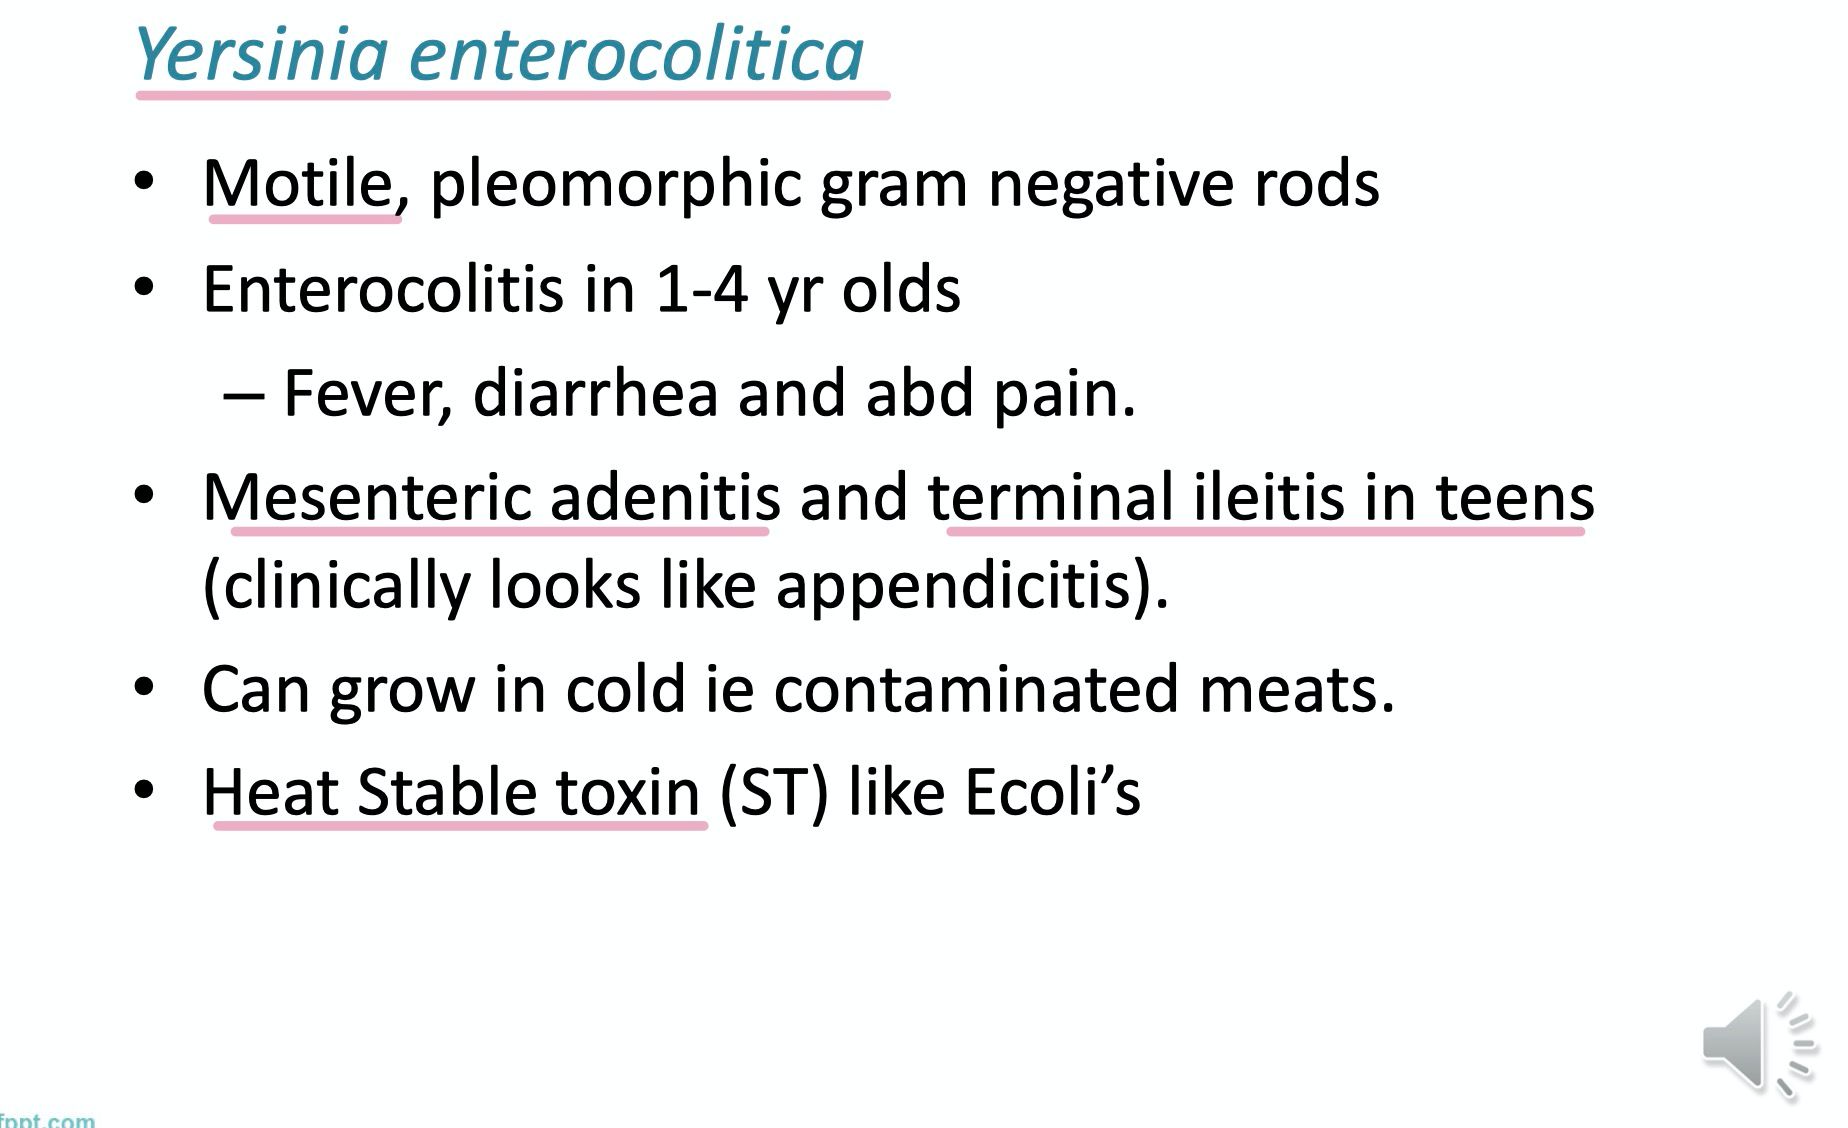 Yersinia enterocolitica
• Motile, pleomorphic gram negative rods
• Enterocolitis in 1-4 yr olds
– Fever, diarrhea and abd pain.
• Mesenteric adenitis and terminal ileitis in teens
(clinically looks like appendicitis).
• Can grow in cold ie contaminated meats.
• Heat Stable toxin (ST) like Ecoli’s
fppt.com